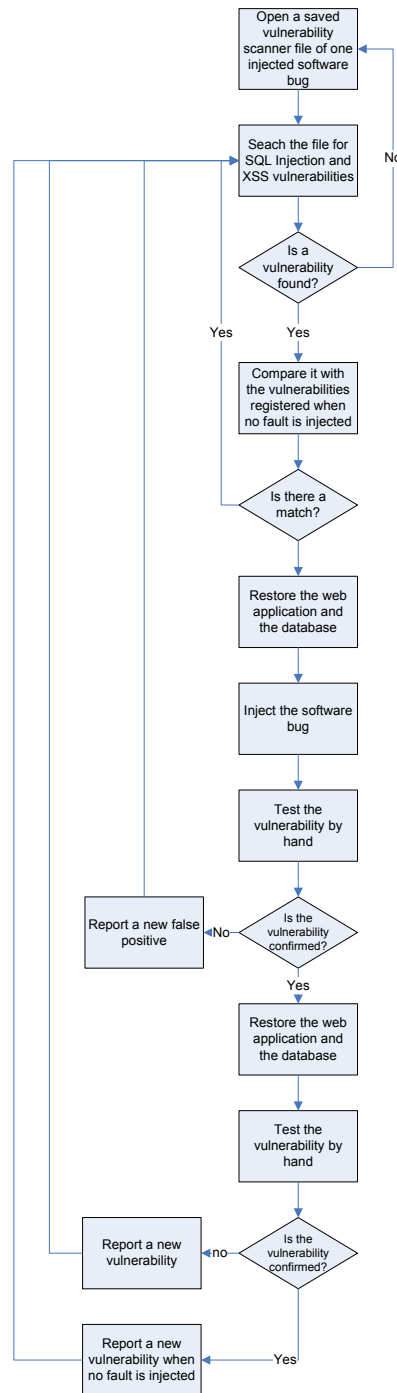 Open a saved
vulnerability
scanner file of one
injected software
bug
Seach the file for
SQL Injection and
XSS vulnerabilities
No
Is a
vulnerability
found?
Yes
Yes
Compare it with
the vulnerabilities
registered when
no fault is injected
Is there a
match?
Restore the web
application and
the database
Inject the software
bug
Test the
vulnerability by
hand
Is the
vulnerability
confirmed?
No
Report a new false
positive
Yes
Restore the web
application and
the database
Test the
vulnerability by
hand
Is the
vulnerability
confirmed?
no
Report a new
vulnerability
Yes
Report a new
vulnerability when
no fault is injected